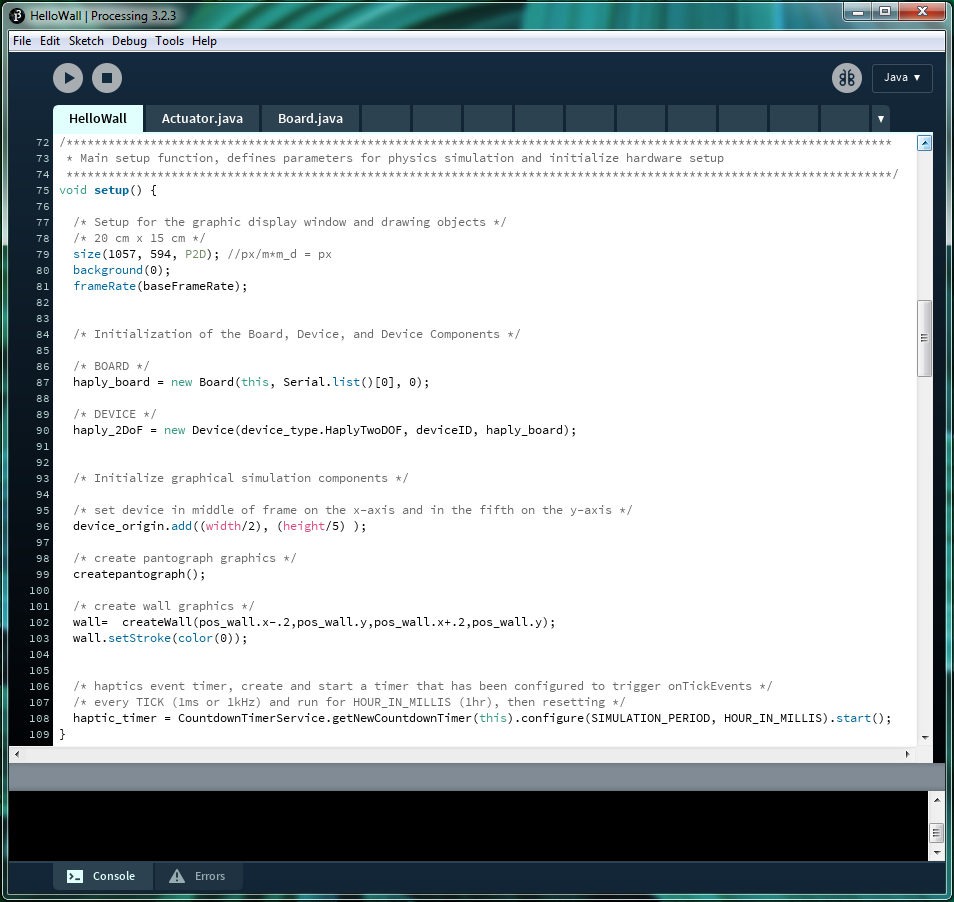 HelloWall | Processing 3.2.3
File Edit Sketch Debug Tools Help
Java ▼
HelloWall Actuator.java Board.java ▼
72 /**********************************************************************************************************************
73  * Main setup function, defines parameters for physics simulation and initialize hardware setup
74  **********************************************************************************************************************/
75 void setup() {
76
77   /* Setup for the graphic display window and drawing objects */
78   /* 20 cm x 15 cm */
79   size(1057, 594, P2D); //px/m*m_d = px
80   background(0);
81   frameRate(baseFrameRate);
82
83
84   /* Initialization of the Board, Device, and Device Components */
85
86   /* BOARD */
87   haply_board = new Board(this, Serial.list()[0], 0);
88
89   /* DEVICE */
90   haply_2DoF = new Device(device_type.HaplyTwoDOF, deviceID, haply_board);
91
92
93   /* Initialize graphical simulation components */
94
95   /* set device in middle of frame on the x-axis and in the fifth on the y-axis */
96   device_origin.add((width/2), (height/5) );
97
98   /* create pantograph graphics */
99   createpantograph();
100
101   /* create wall graphics */
102   wall=  createWall(pos_wall.x-.2,pos_wall.y,pos_wall.x+.2,pos_wall.y);
103   wall.setStroke(color(0));
104
105
106   /* haptics event timer, create and start a timer that has been configured to trigger onTickEvents */
107   /* every TICK (1ms or 1kHz) and run for HOUR_IN_MILLIS (1hr), then resetting */
108   haptic_timer = CountdownTimerService.getNewCountdownTimer(this).configure(SIMULATION_PERIOD, HOUR_IN_MILLIS).start();
109 }
Console Errors